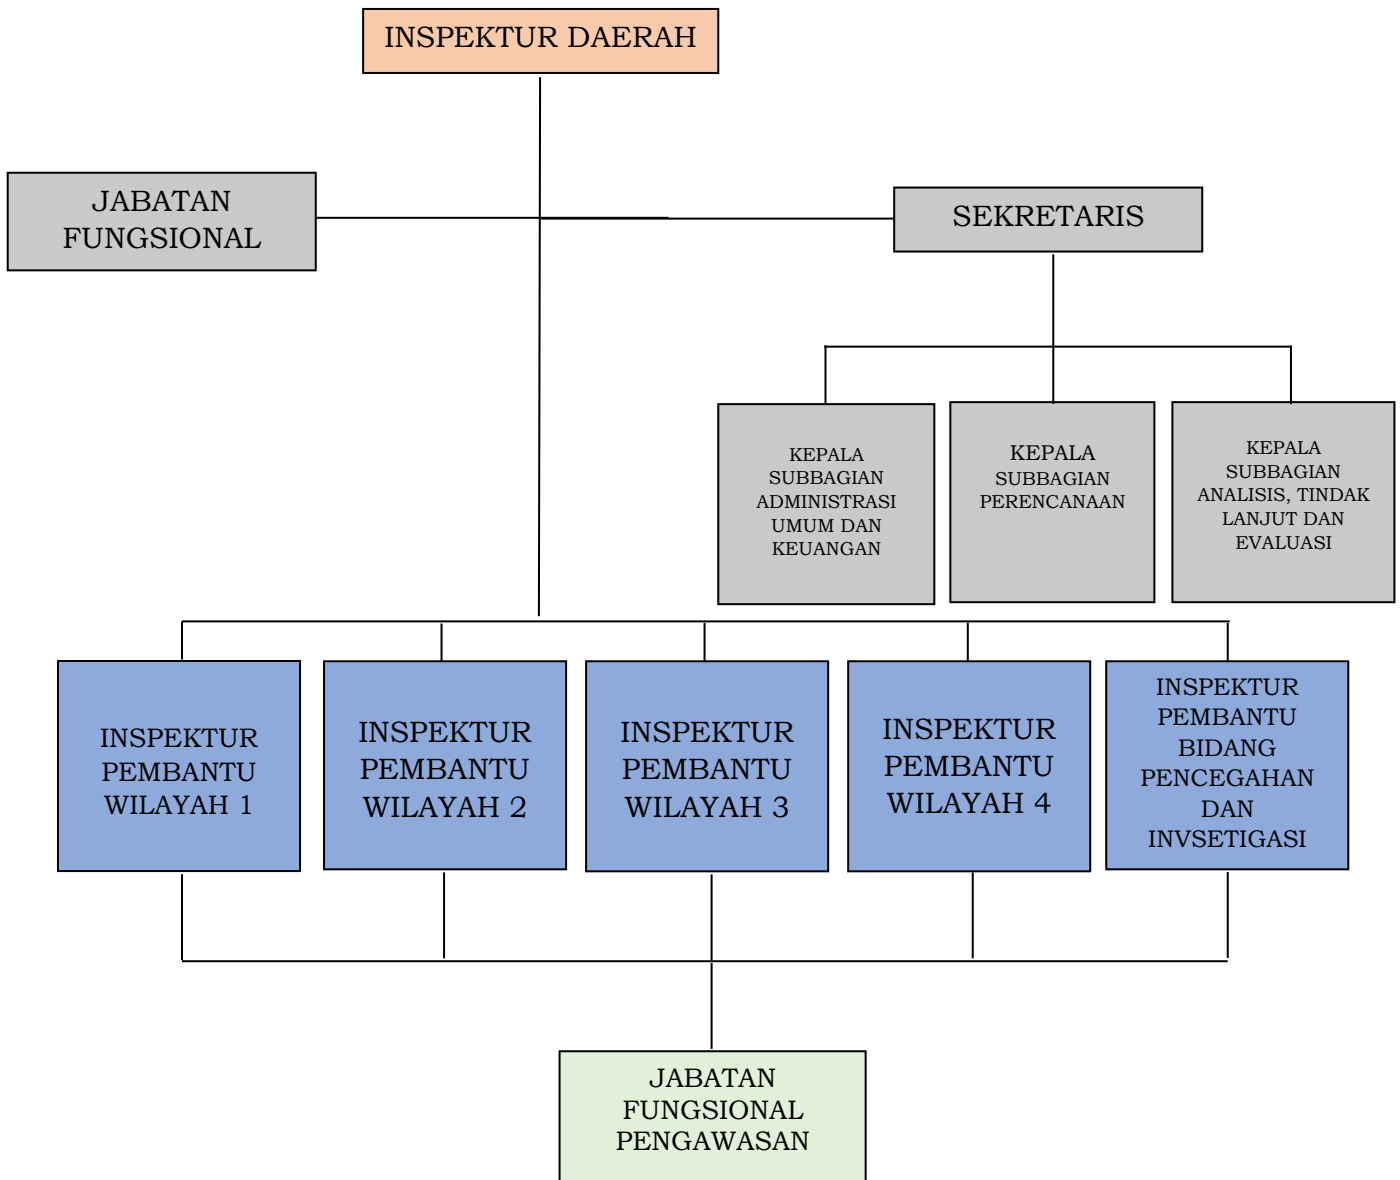 INSPEKTUR DAERAH
JABATAN
FUNGSIONAL
SEKRETARIS
KEPALA
SUBBAGIAN
ADMINISTRASI
UMUM DAN
KEUANGAN
KEPALA
SUBBAGIAN
PERENCANAAN
KEPALA
SUBBAGIAN
ANALISIS, TINDAK
LANJUT DAN
EVALUASI
INSPEKTUR
PEMBANTU
WILAYAH 1
INSPEKTUR
PEMBANTU
WILAYAH 2
INSPEKTUR
PEMBANTU
WILAYAH 3
INSPEKTUR
PEMBANTU
WILAYAH 4
INSPEKTUR
PEMBANTU
BIDANG
PENCEGAHAN
DAN
INVSETIGASI
JABATAN
FUNGSIONAL
PENGAWASAN